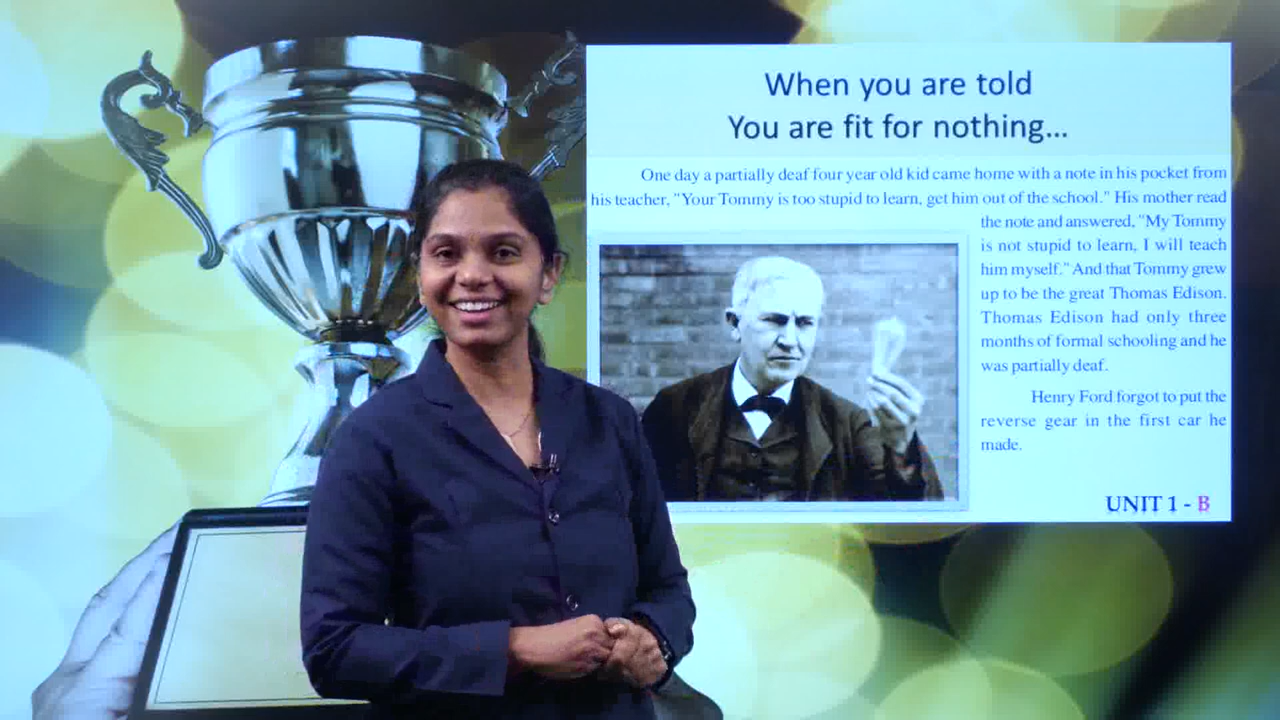 When you are told
You are fit for nothing...
One day a partially deaf four year old kid came home with a note in his pocket from
his teacher, "Your Tommy is too stupid to learn, get him out of the school." His mother read
the note and answered, "My Tommy
is not stupid to learn, I will teach
him myself." And that Tommy grew
up to be the great Thomas Edison.
Thomas Edison had only three
months of formal schooling and he
was partially deaf.
Henry Ford forgot to put the
reverse gear in the first car he
made.
UNIT 1 - B